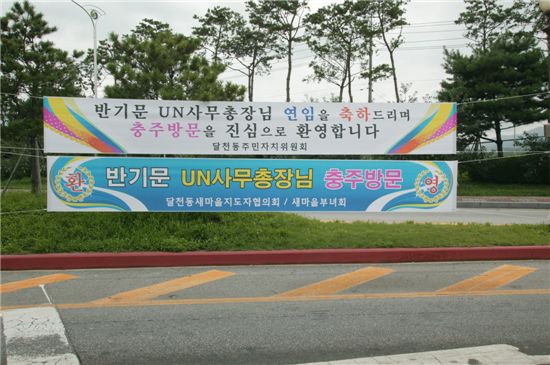 반기문 UN사무총장님 연임을 축하드리며
충주방문을 진심으로 환영합니다
달천동주민자치위원회
환 반기문 UN사무총장님 충주방문 영
달천동새마을지도자협의회 / 새마을부녀회